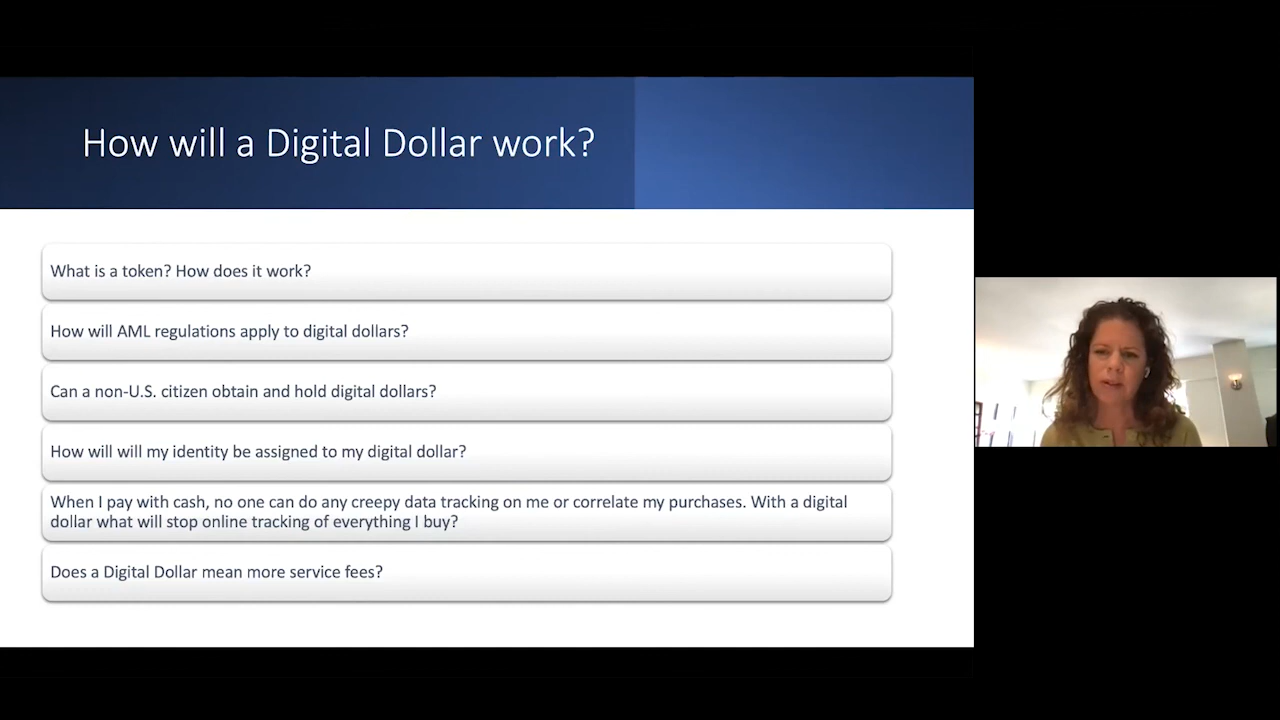 How will a Digital Dollar work?
What is a token? How does it work?
How will AML regulations apply to digital dollars?
Can a non-U.S. citizen obtain and hold digital dollars?
How will will my identity be assigned to my digital dollar?
When I pay with cash, no one can do any creepy data tracking on me or correlate my purchases. With a digital
dollar what will stop online tracking of everything I buy?
Does a Digital Dollar mean more service fees?